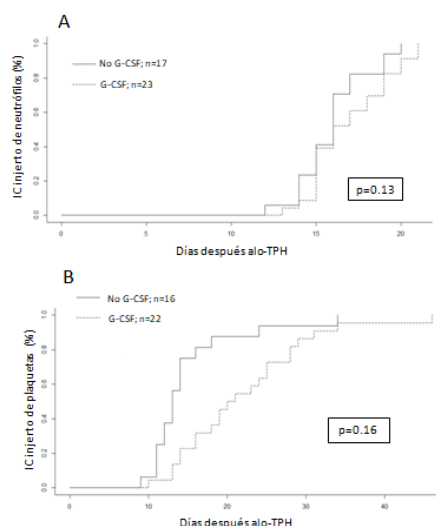 A
No G-CSF; n=17
G-CSF; n=23
IC injerto de neutrófilos (%)
0.0 0.2 0.4 0.6 0.8 1.0
p=0.13
0 5 10 15 20
Días después alo-TPH
B
No G-CSF; n=16
G-CSF; n=22
IC injerto de plaquetas (%)
0.0 0.2 0.4 0.6 0.8 1.0
p=0.16
0 10 20 30 40
Días después alo-TPH